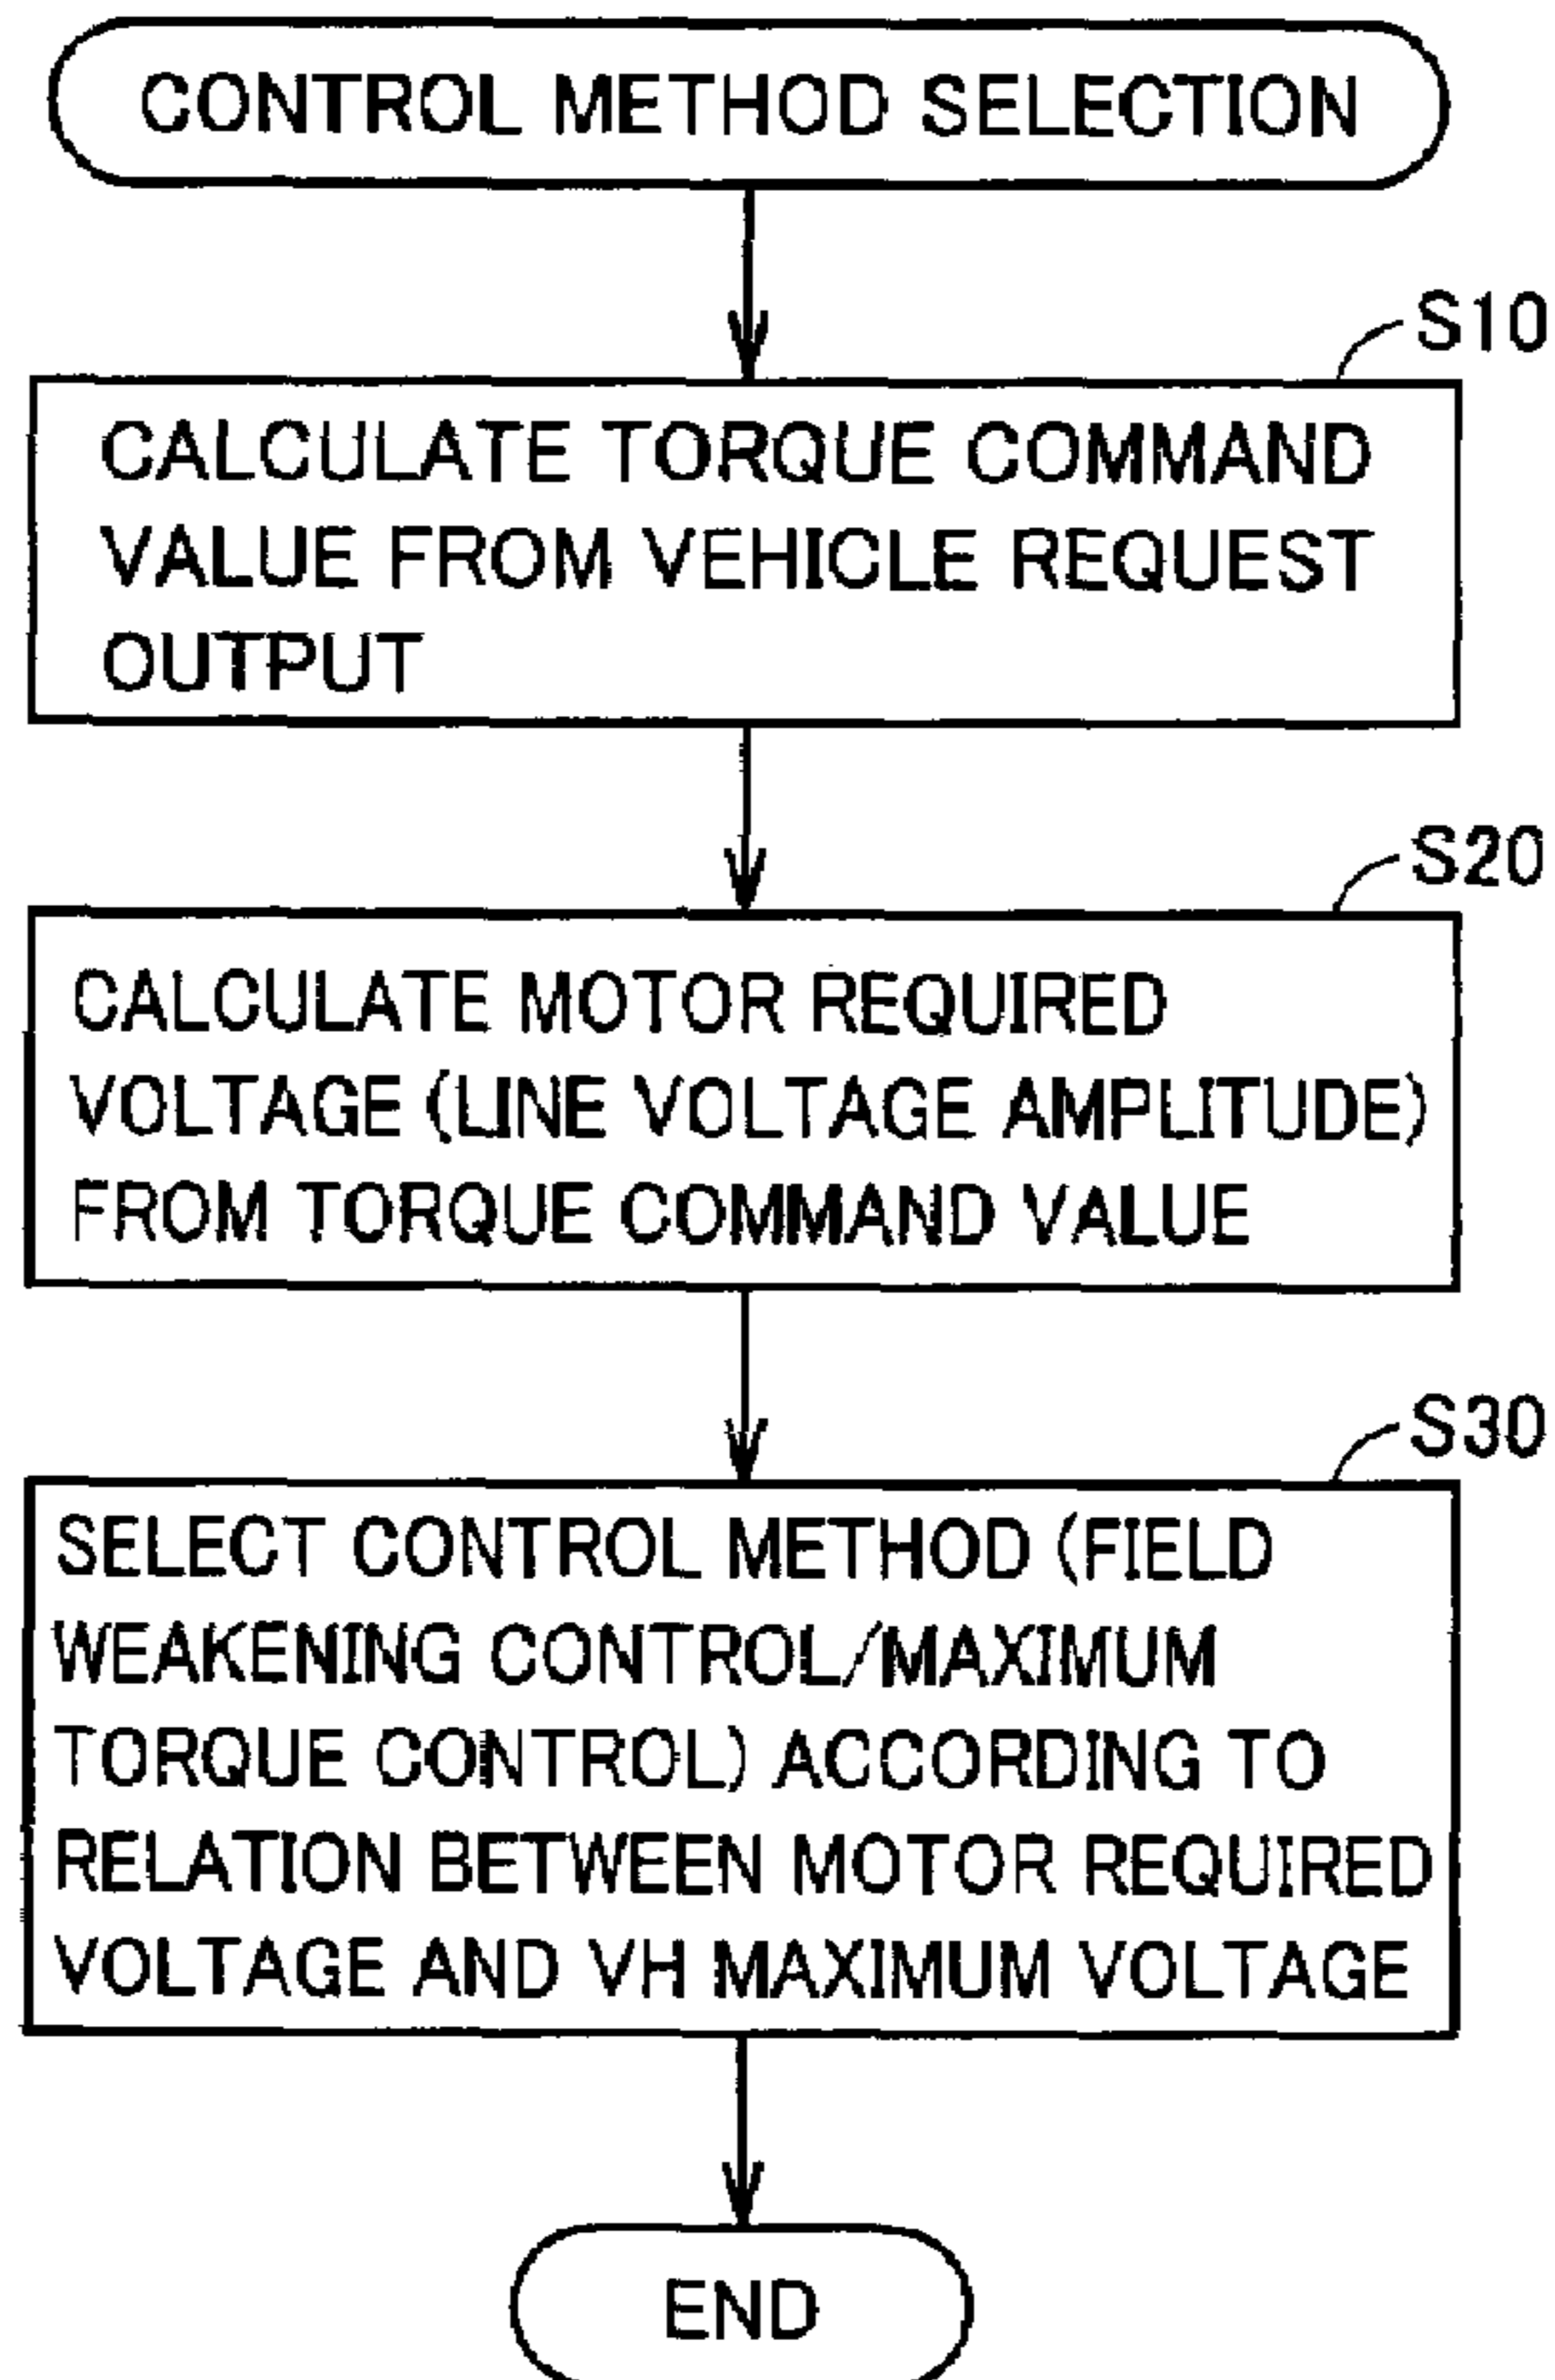 CONTROL METHOD SELECTION
S10
CALCULATE TORQUE COMMAND
VALUE FROM VEHICLE REQUEST
OUTPUT
S20
CALCULATE MOTOR REQUIRED
VOLTAGE (LINE VOLTAGE AMPLITUDE)
FROM TORQUE COMMAND VALUE
S30
SELECT CONTROL METHOD (FIELD
WEAKENING CONTROL/MAXIMUM
TORQUE CONTROL) ACCORDING TO
RELATION BETWEEN MOTOR REQUIRED
VOLTAGE AND VH MAXIMUM VOLTAGE
END